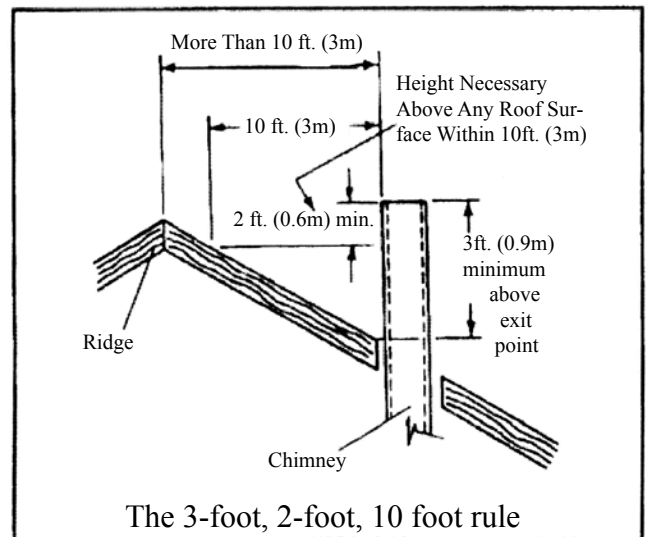 More Than 10 ft. (3m)
Height Necessary
Above Any Roof Sur-
face Within 10ft. (3m)
10 ft. (3m)
2 ft. (0.6m) min.
3ft. (0.9m)
minimum
above
exit
point
Ridge
Chimney
The 3-foot, 2-foot, 10 foot rule